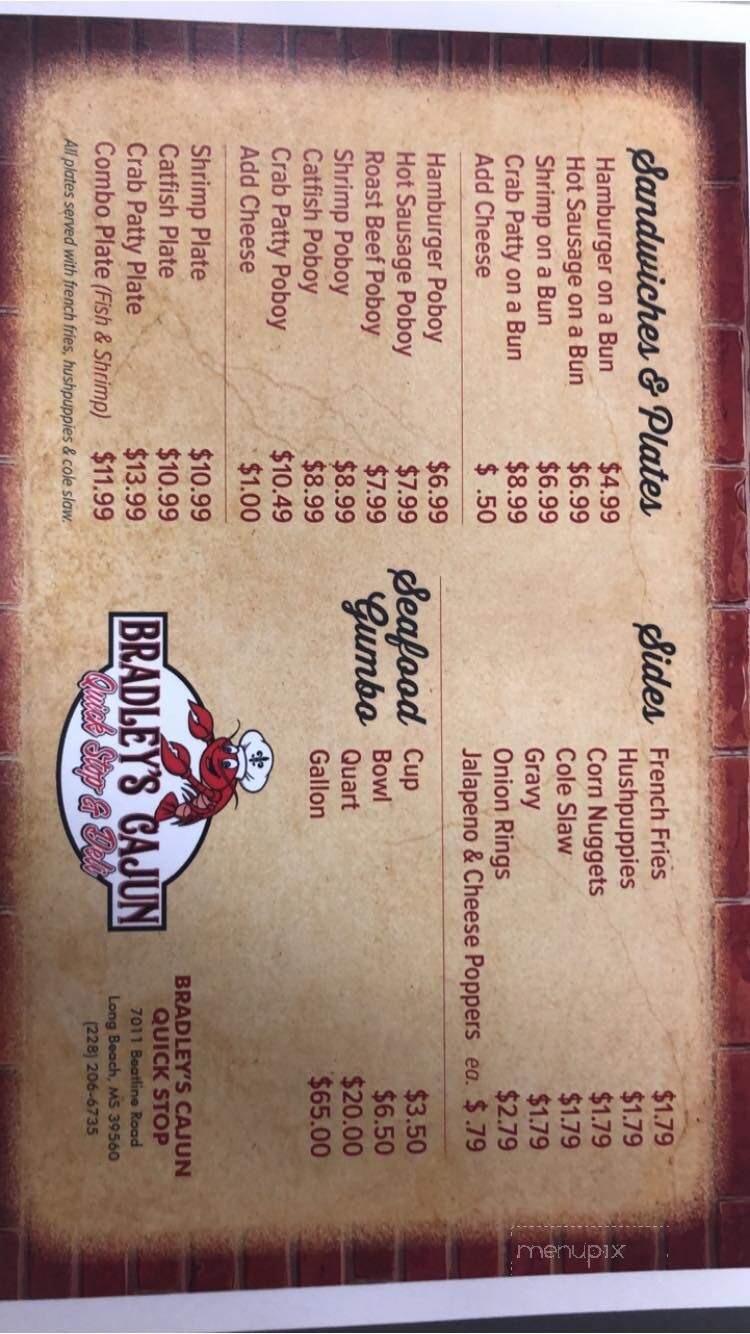 Sandwiches & Plates
Hamburger on a Bun $4.99
Hot Sausage on a Bun $6.99
Shrimp on a Bun $6.99
Crab Patty on a Bun $8.99
Add Cheese $ .50
Hamburger Poboy $6.99
Hot Sausage Poboy $7.99
Roast Beef Poboy $7.99
Shrimp Poboy $8.99
Catfish Poboy $8.99
Crab Patty Poboy $10.49
Add Cheese $1.00
Shrimp Plate $10.99
Catfish Plate $10.99
Crab Patty Plate $13.99
Combo Plate (Fish & Shrimp) $11.99
All plates served with french fries, hushpuppies & cole slaw.
Sides
French Fries $1.79
Hushpuppies $1.79
Corn Nuggets $1.79
Cole Slaw $1.79
Gravy $1.79
Onion Rings $2.79
Jalapeno & Cheese Poppers ea. $ .79
Seafood
Gumbo
Cup $3.50
Bowl $6.50
Quart $20.00
Gallon $65.00
BRADLEY'S CAJUN
Quick Stop & Deli
BRADLEY'S CAJUN
QUICK STOP
7011 Beatline Road
Long Beach, MS 39560
(228) 206-6735
menupix